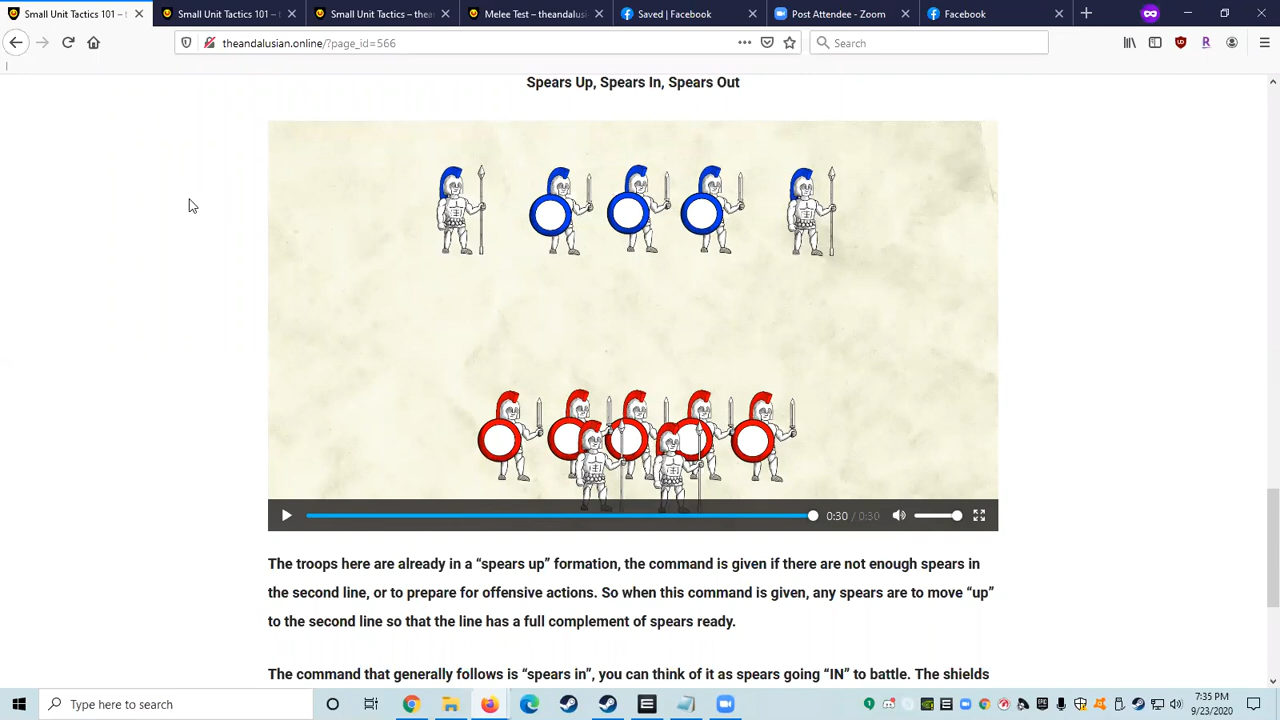 Small Unit Tactics 101 –
Small Unit Tactics 101 –
Small Unit Tactics – thea
Melee Test – theandalus
Saved | Facebook
Post Attendee - Zoom
Facebook
theandalusian.online/?page_id=566
Search
Spears Up, Spears In, Spears Out
0:30 / 0:30
The troops here are already in a “spears up” formation, the command is given if there are not enough spears in
the second line, or to prepare for offensive actions. So when this command is given, any spears are to move “up”
to the second line so that the line has a full complement of spears ready.
The command that generally follows is “spears in”, you can think of it as spears going “IN” to battle. The shields
Type here to search
7:35 PM
9/23/2020